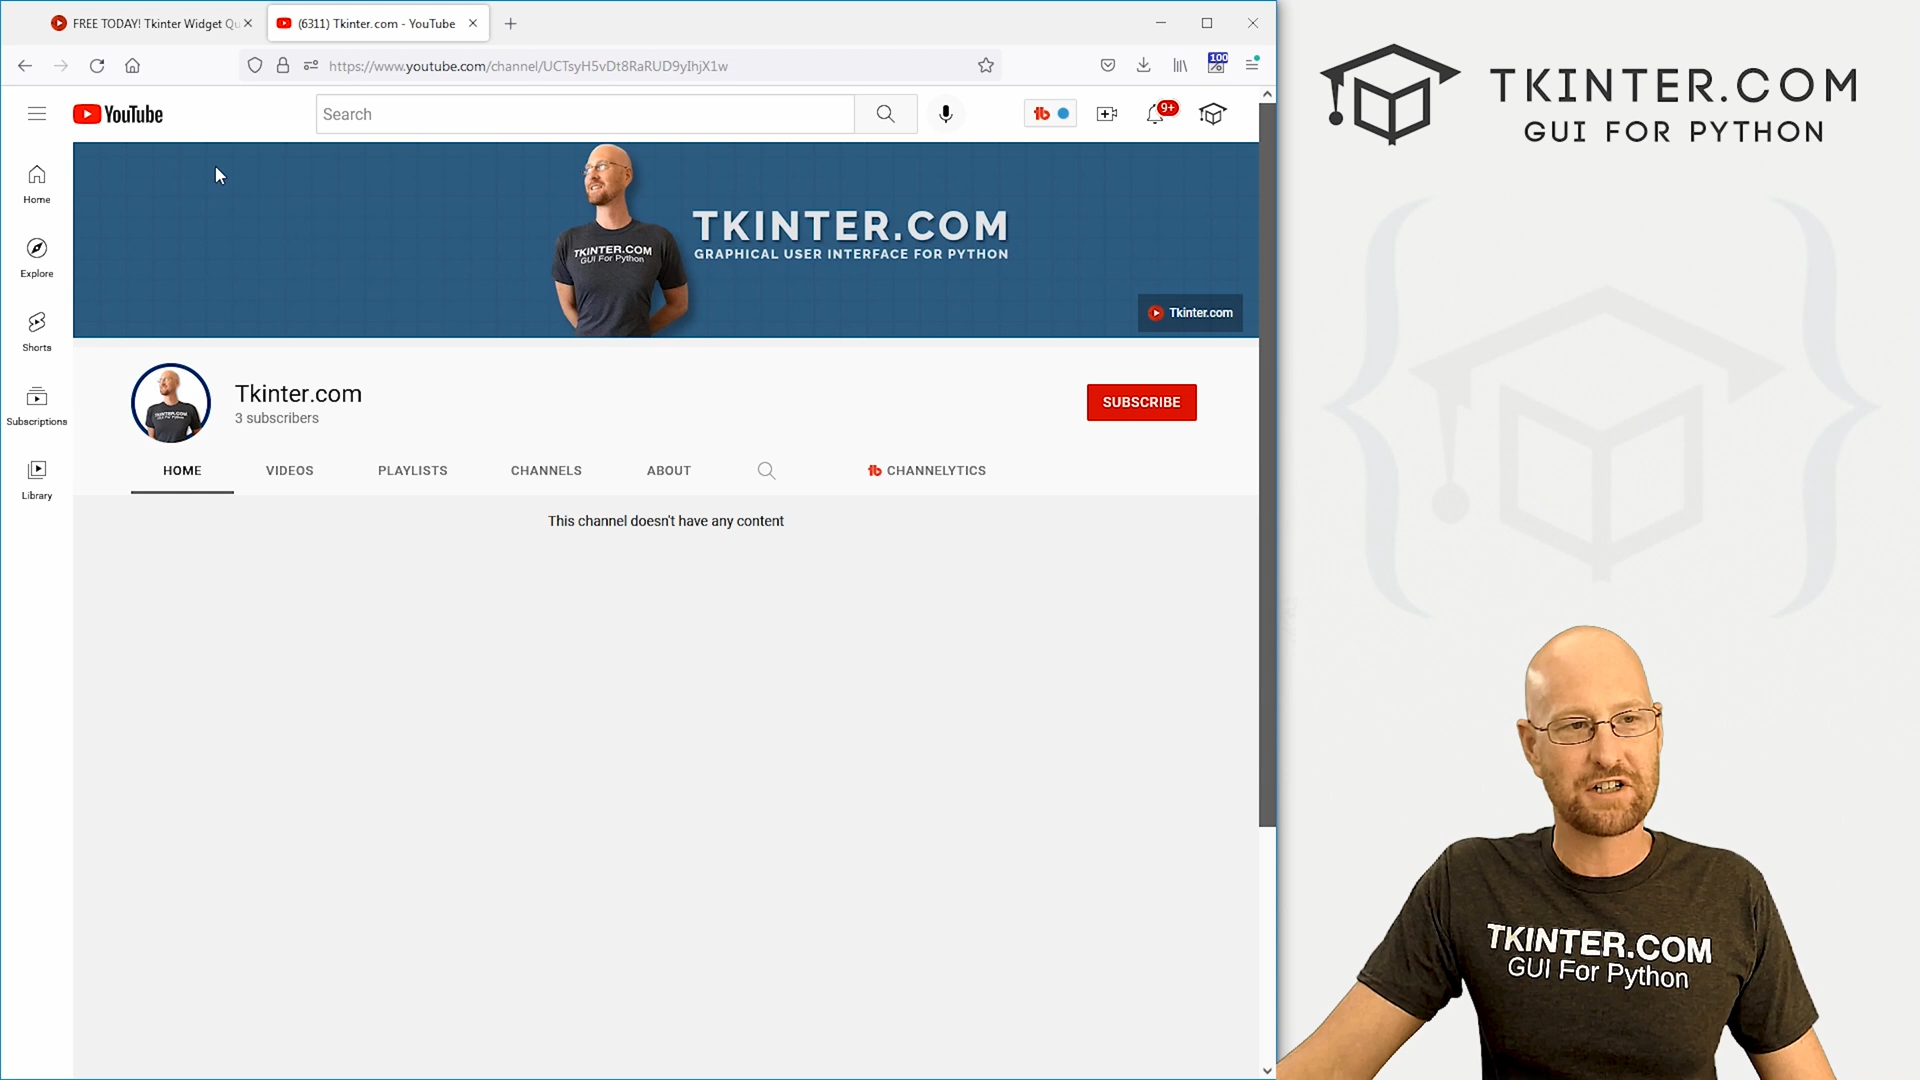 FREE TODAY! Tkinter Widget Qu
(6311) Tkinter.com - YouTube
https://www.youtube.com/channel/UCTsyH5vDt8RaRUD9yIhjX1w
100
YouTube
Search
9+
Home
Explore
Shorts
Subscriptions
Library
TKINTER.COM
GUI For Python
TKINTER.COM
GRAPHICAL USER INTERFACE FOR PYTHON
Tkinter.com
Tkinter.com
3 subscribers
SUBSCRIBE
HOME
VIDEOS
PLAYLISTS
CHANNELS
ABOUT
CHANNELYTICS
This channel doesn't have any content
TKINTER.COM
GUI FOR PYTHON
TKINTER.COM
GUI For Python